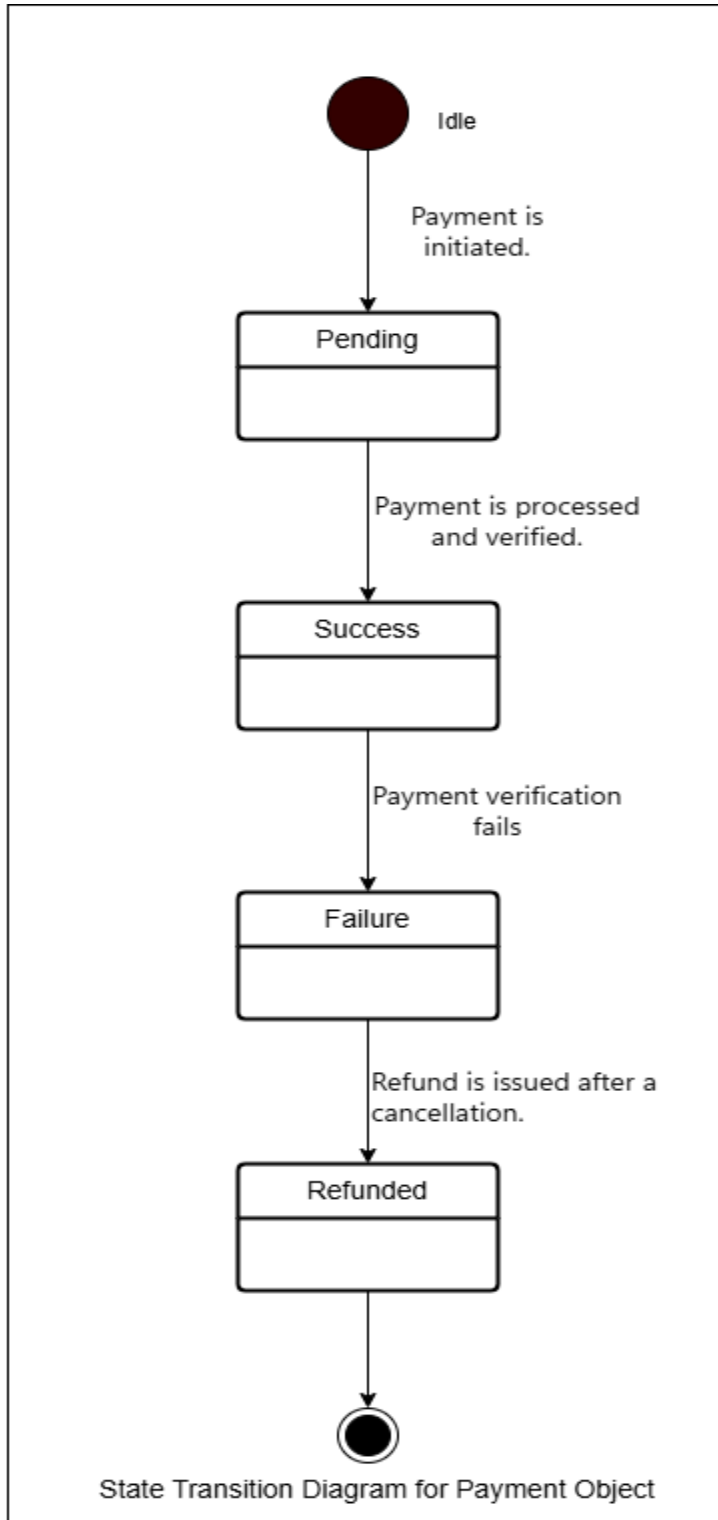 Idle
Payment is
initiated.
Pending
Payment is processed
and verified.
Success
Payment verification
fails
Failure
Refund is issued after a
cancellation.
Refunded
State Transition Diagram for Payment Object